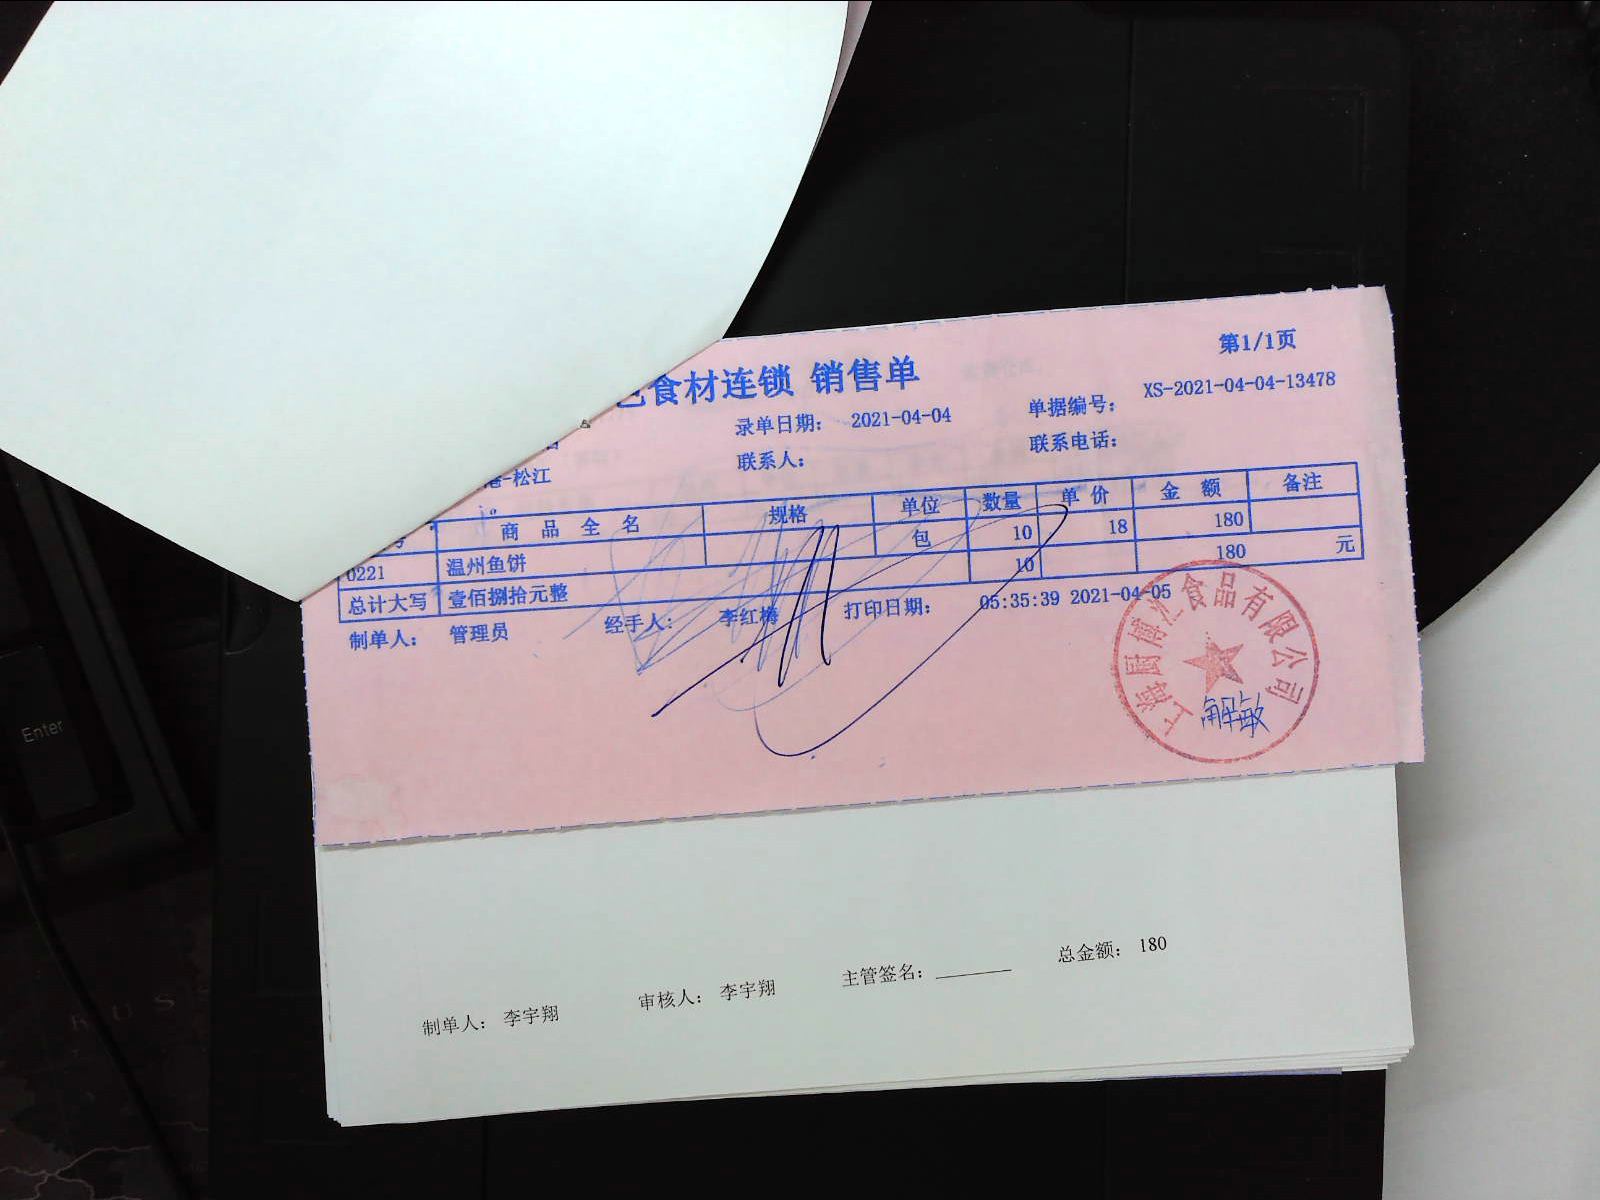 第1/1页
食材连锁 销售单
录单日期: 2021-04-04 单据编号: XS-2021-04-04-13478
港-松江 联系人: 联系电话:
号 商品全名 规格 单位 数量 单价 金额 备注
0221 温州鱼饼 包 10 18 180
总计大写 壹佰捌拾元整 10 180 元
制单人: 管理员 经手人: 李红梅 打印日期: 05:35:39 2021-04-05
上海厨博汇食品有限公司
解敏
制单人: 李宇翔 审核人: 李宇翔 主管签名: 总金额: 180
Enter